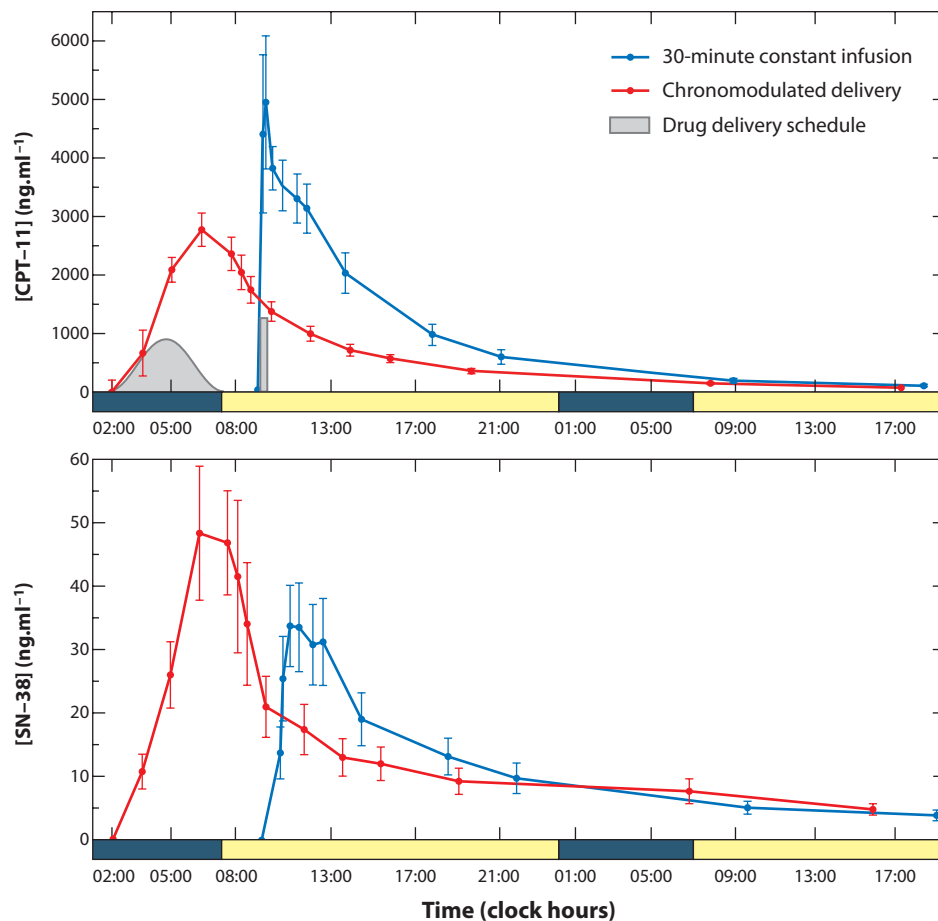 6000
5000
4000
3000
2000
1000
0
[CPT–11] (ng.ml⁻¹)
30-minute constant infusion
Chronomodulated delivery
Drug delivery schedule
02:00 05:00 08:00 13:00 17:00 21:00 01:00 05:00 09:00 13:00 17:00
60
50
40
30
20
10
0
[SN–38] (ng.ml⁻¹)
02:00 05:00 08:00 13:00 17:00 21:00 01:00 05:00 09:00 13:00 17:00
Time (clock hours)